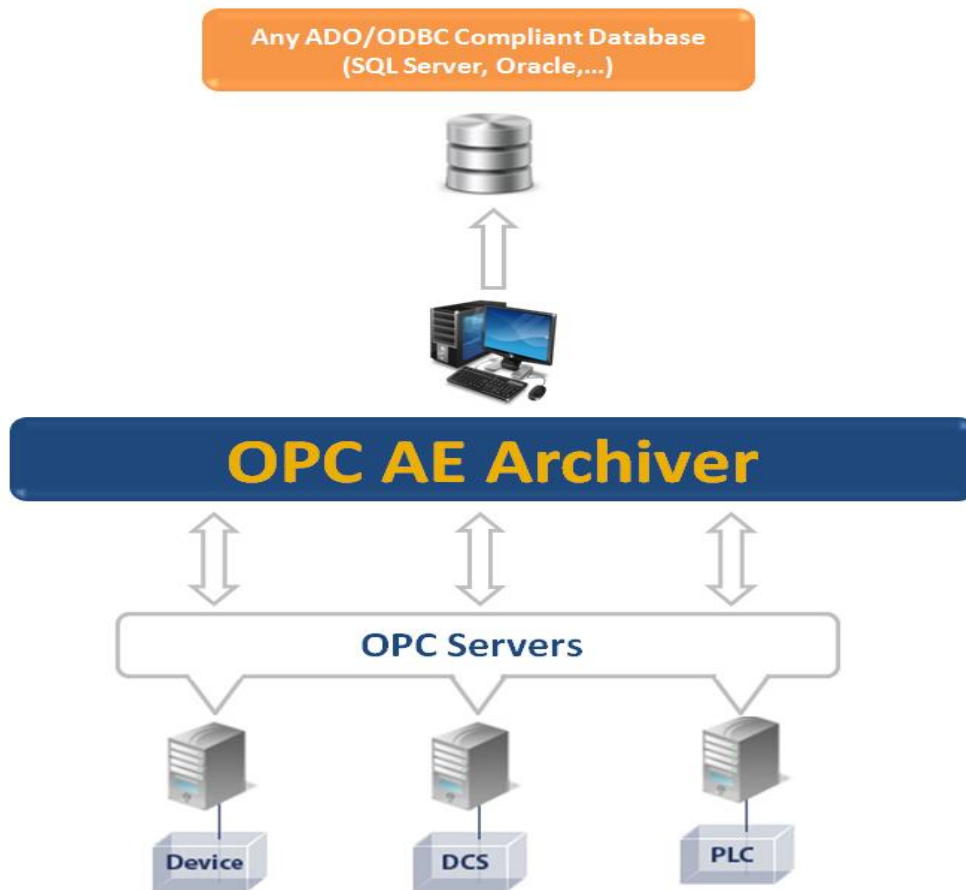 Any ADO/ODBC Compliant Database
(SQL Server, Oracle,...)
OPC AE Archiver
OPC Servers
Device
DCS
PLC